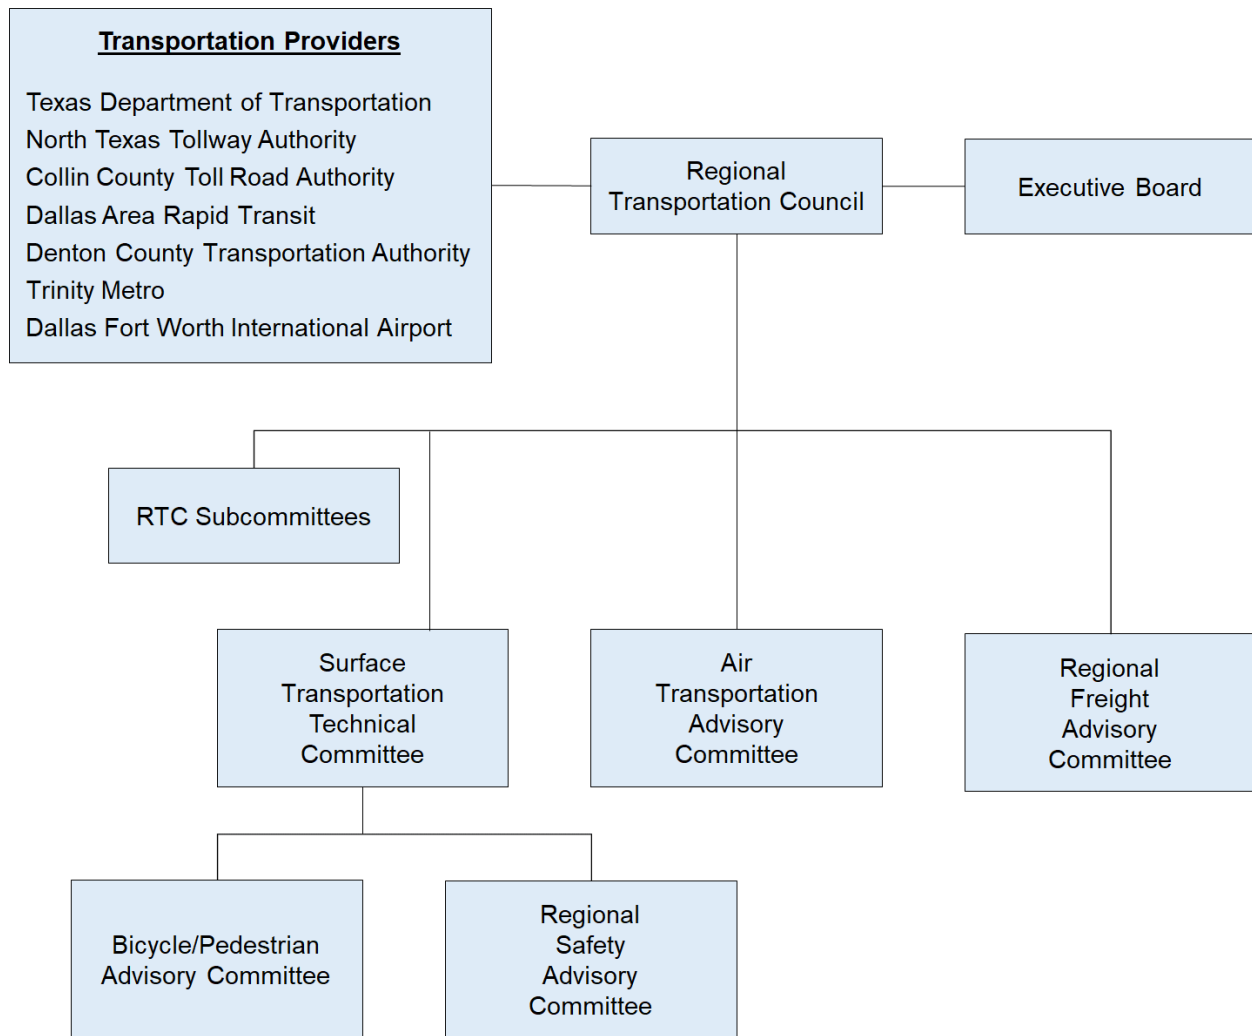 Transportation Providers
Texas Department of Transportation
North Texas Tollway Authority
Collin County Toll Road Authority
Dallas Area Rapid Transit
Denton County Transportation Authority
Trinity Metro
Dallas Fort Worth International Airport
Regional
Transportation Council
Executive Board
RTC Subcommittees
Surface
Transportation
Technical
Committee
Air
Transportation
Advisory
Committee
Regional
Freight
Advisory
Committee
Bicycle/Pedestrian
Advisory Committee
Regional
Safety
Advisory
Committee